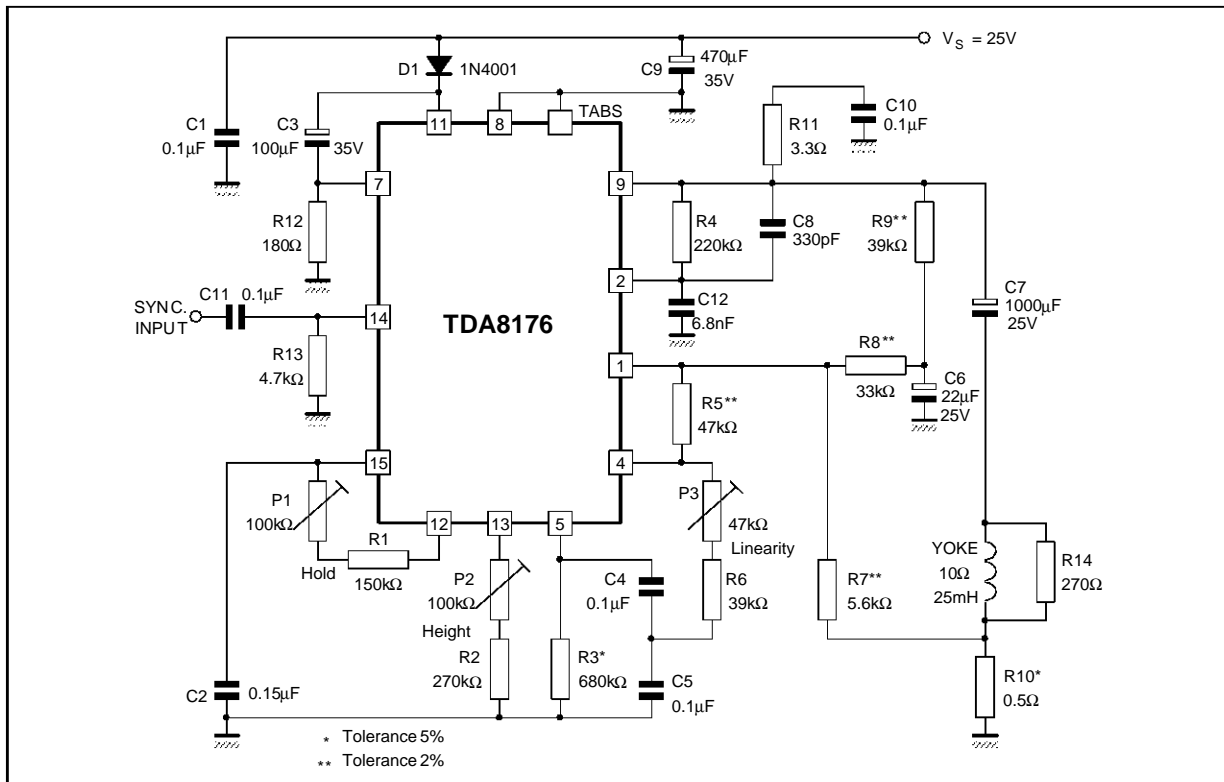 V_S = 25V
D1
1N4001
C9
470µF
35V
TABS
11
8
C1
0.1µF
C3
100µF
35V
R11
3.3Ω
C10
0.1µF
7
9
R12
180Ω
R4
220kΩ
C8
330pF
R9**
39kΩ
2
C11
0.1µF
SYNC.
INPUT
14
TDA8176
C12
6.8nF
C7
1000µF
25V
R13
4.7kΩ
1
R8**
33kΩ
C6
22µF
25V
R5**
47kΩ
15
4
P1
100kΩ
P3
47kΩ
Linearity
12
13
5
R1
150kΩ
Hold
P2
100kΩ
Height
C4
0.1µF
R6
39kΩ
R7**
5.6kΩ
YOKE
10Ω
25mH
R14
270Ω
C2
0.15µF
R2
270kΩ
R3*
680kΩ
C5
0.1µF
R10*
0.5Ω
* Tolerance 5%
** Tolerance 2%